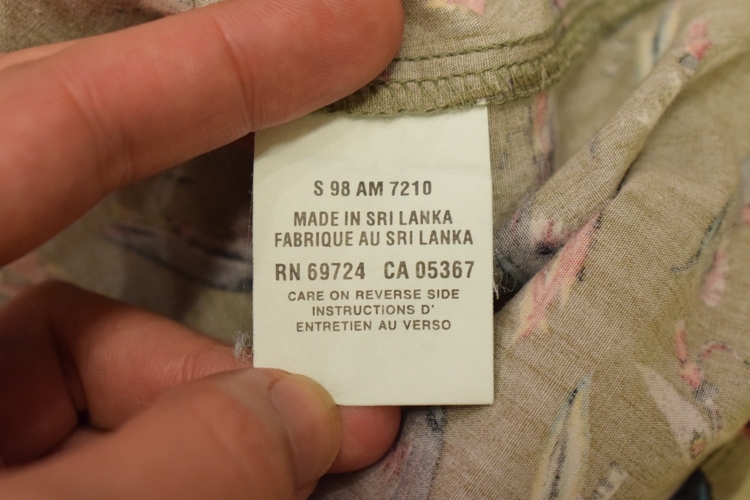 S 98 AM 7210
MADE IN SRI LANKA
FABRIQUE AU SRI LANKA
RN 69724 CA 05367
CARE ON REVERSE SIDE
INSTRUCTIONS D'
ENTRETIEN AU VERSO